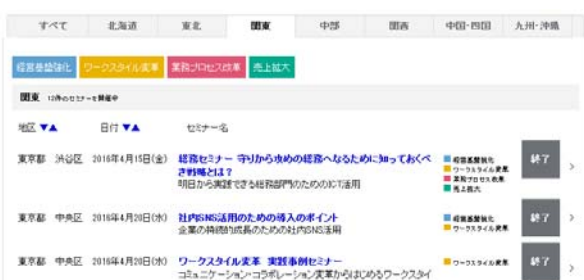 すべて 北海道 東北 関東 中部 関西 中国・四国 九州・沖縄
経営基盤強化 ワークスタイル変革 業務プロセス改革 売上拡大
関東 12件のセミナーを開催中
地区 ▼▲ 日付 ▼▲ セミナー名
東京都 渋谷区 2016年4月15日(金) 総務セミナー 守りから攻めの総務へなるために知っておくべ
き戦略とは?
明日から実践できる総務部門のためのICT活用
経営基盤強化
ワークスタイル変革
業務プロセス改革
売上拡大
終了
東京都 中央区 2016年4月20日(水) 社内SNS活用のための導入のポイント
企業の持続的成長のための社内SNS活用
経営基盤強化
ワークスタイル変革
終了
東京都 中央区 2016年4月20日(水) ワークスタイル変革 実践事例セミナー
コミュニケーション・コラボレーション変革からはじめるワークスタイ
ワークスタイル変革
終了